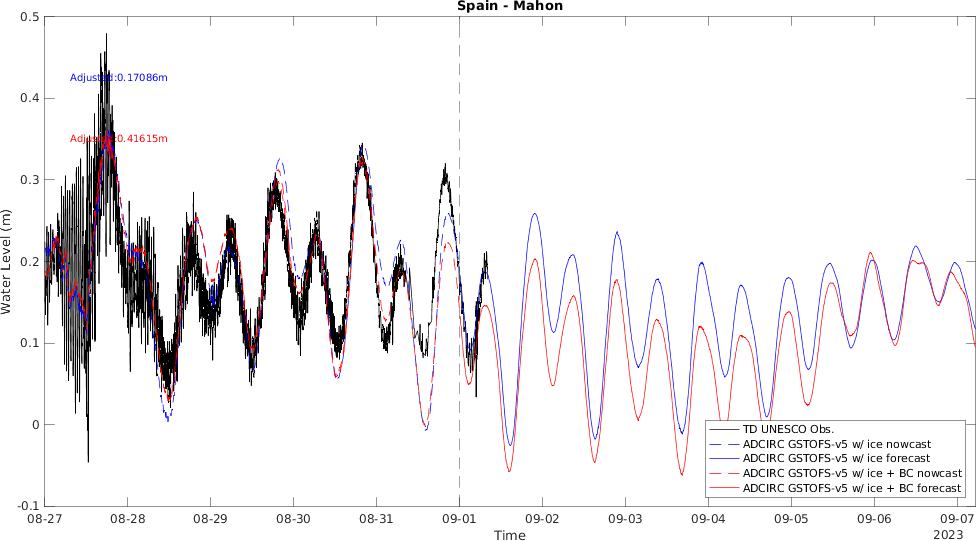 Spain - Mahon
0.5
0.4
0.3
0.2
0.1
0
-0.1
Water Level (m)
Adjusted:0.17086m
Adjusted:0.41615m
TD UNESCO Obs.
ADCIRC GSTOFS-v5 w/ ice nowcast
ADCIRC GSTOFS-v5 w/ ice forecast
ADCIRC GSTOFS-v5 w/ ice + BC nowcast
ADCIRC GSTOFS-v5 w/ ice + BC forecast
08-27 08-28 08-29 08-30 08-31 09-01 09-02 09-03 09-04 09-05 09-06 09-07
2023
Time